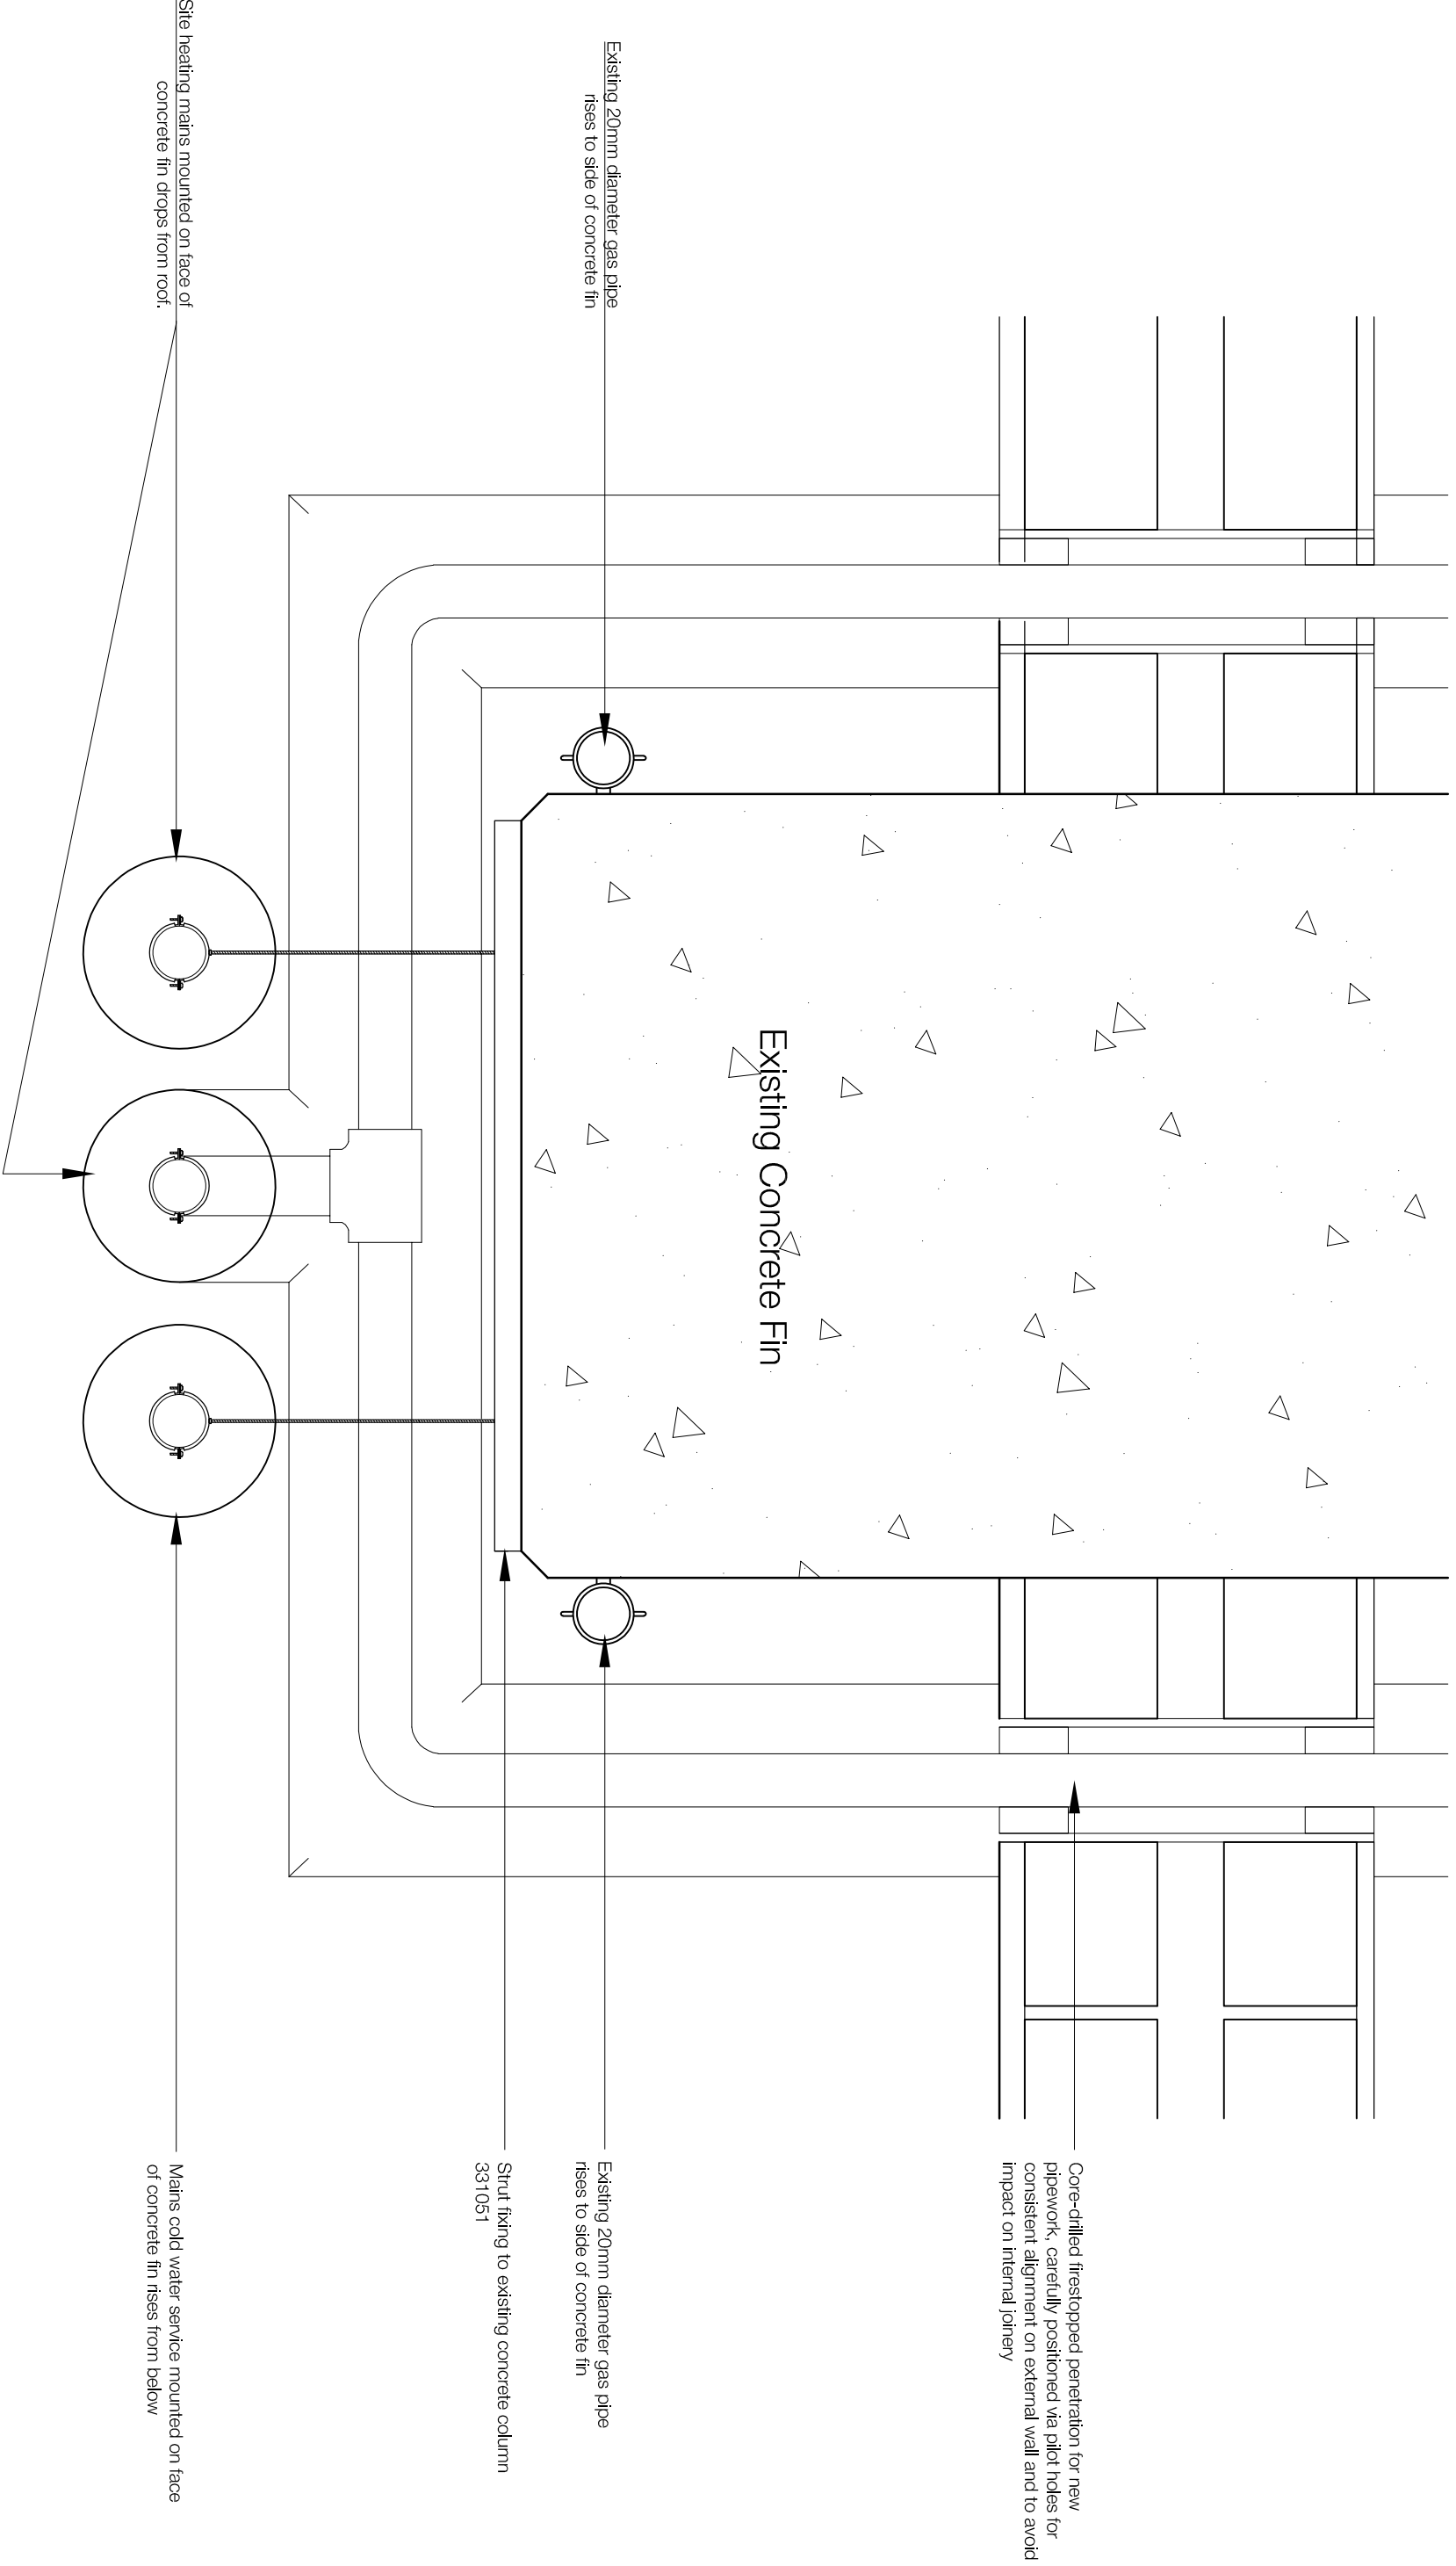 Core-drilled firestopped penetration for new
pipework, carefully positioned via pilot holes for
consistent alignment on external wall and to avoid
impact on internal joinery
Existing Concrete Fin
Existing 20mm diameter gas pipe
rises to side of concrete fin
Existing 20mm diameter gas pipe
rises to side of concrete fin
Strut fixing to existing concrete column
331051
Site heating mains mounted on face of
concrete fin drops from roof.
Mains cold water service mounted on face
of concrete fin rises from below